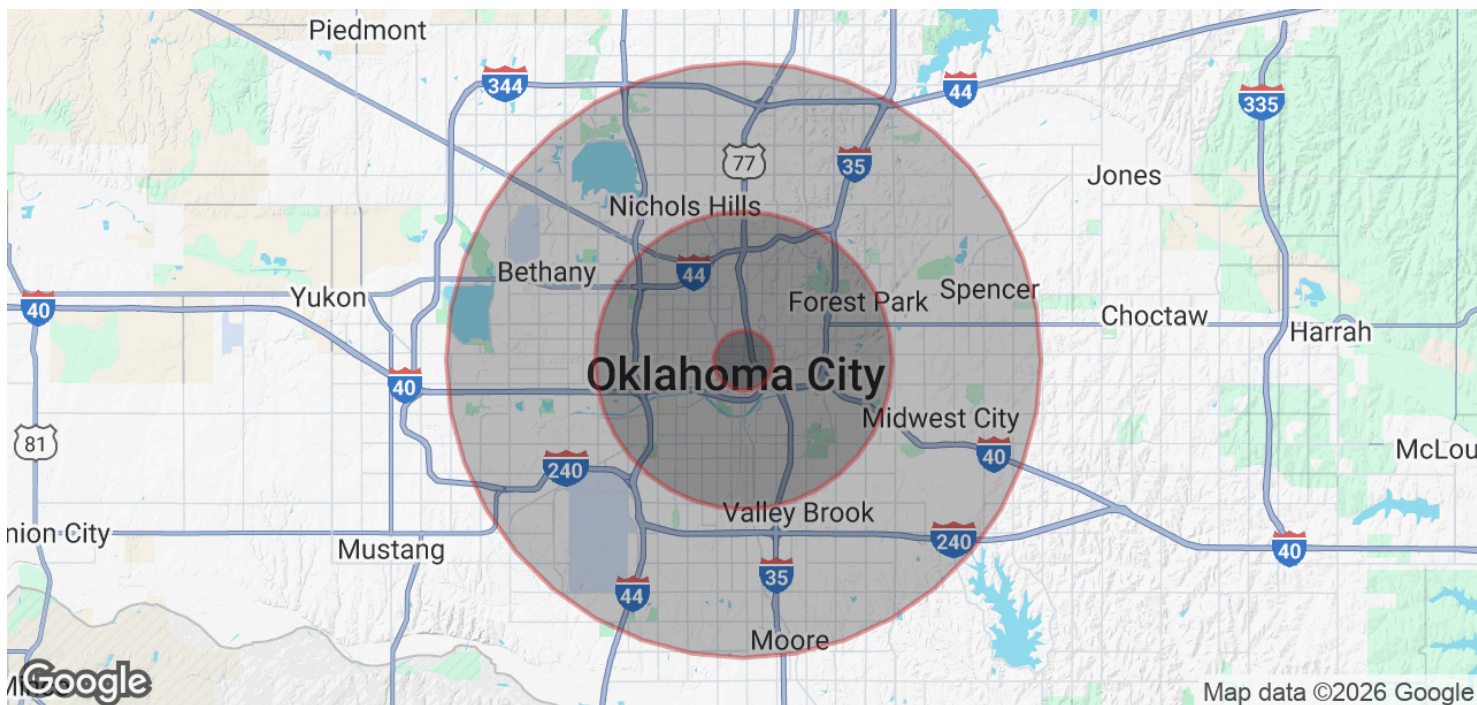 Piedmont
344
44
335
77
35
Jones
Nichols Hills
44
Bethany
Spencer
Yukon
Forest Park
40
Choctaw
Harrah
Oklahoma City
40
Midwest City
81
40
McLou
240
Valley Brook
nion City
240
Mustang
40
35
44
Moore
Google
Map data ©2026 Google